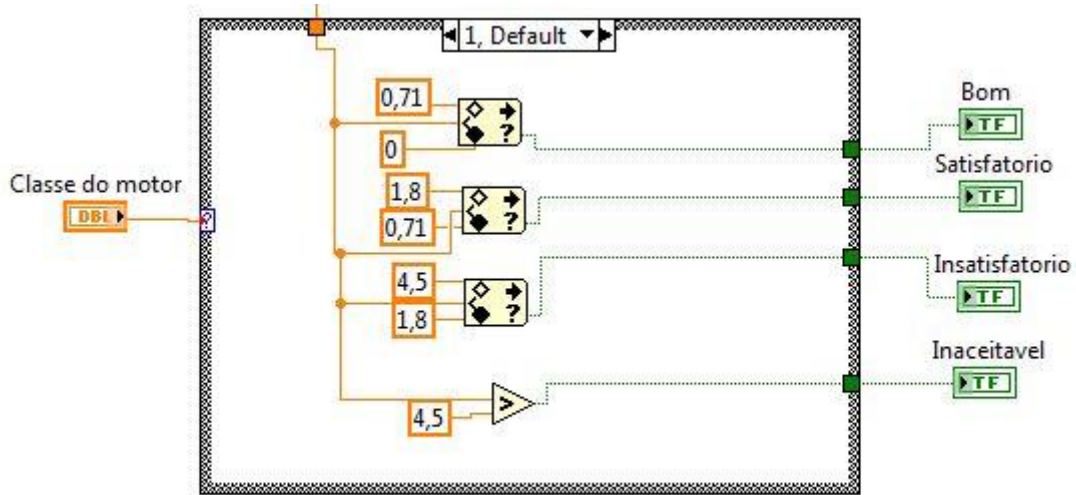 1, Default
0,71
0
Bom
TF
Satisfatorio
TF
Classe do motor
DBL
?
1,8
0,71
?
?
4,5
1,8
?
Insatisfatorio
TF
Inaceitavel
TF
4,5
>